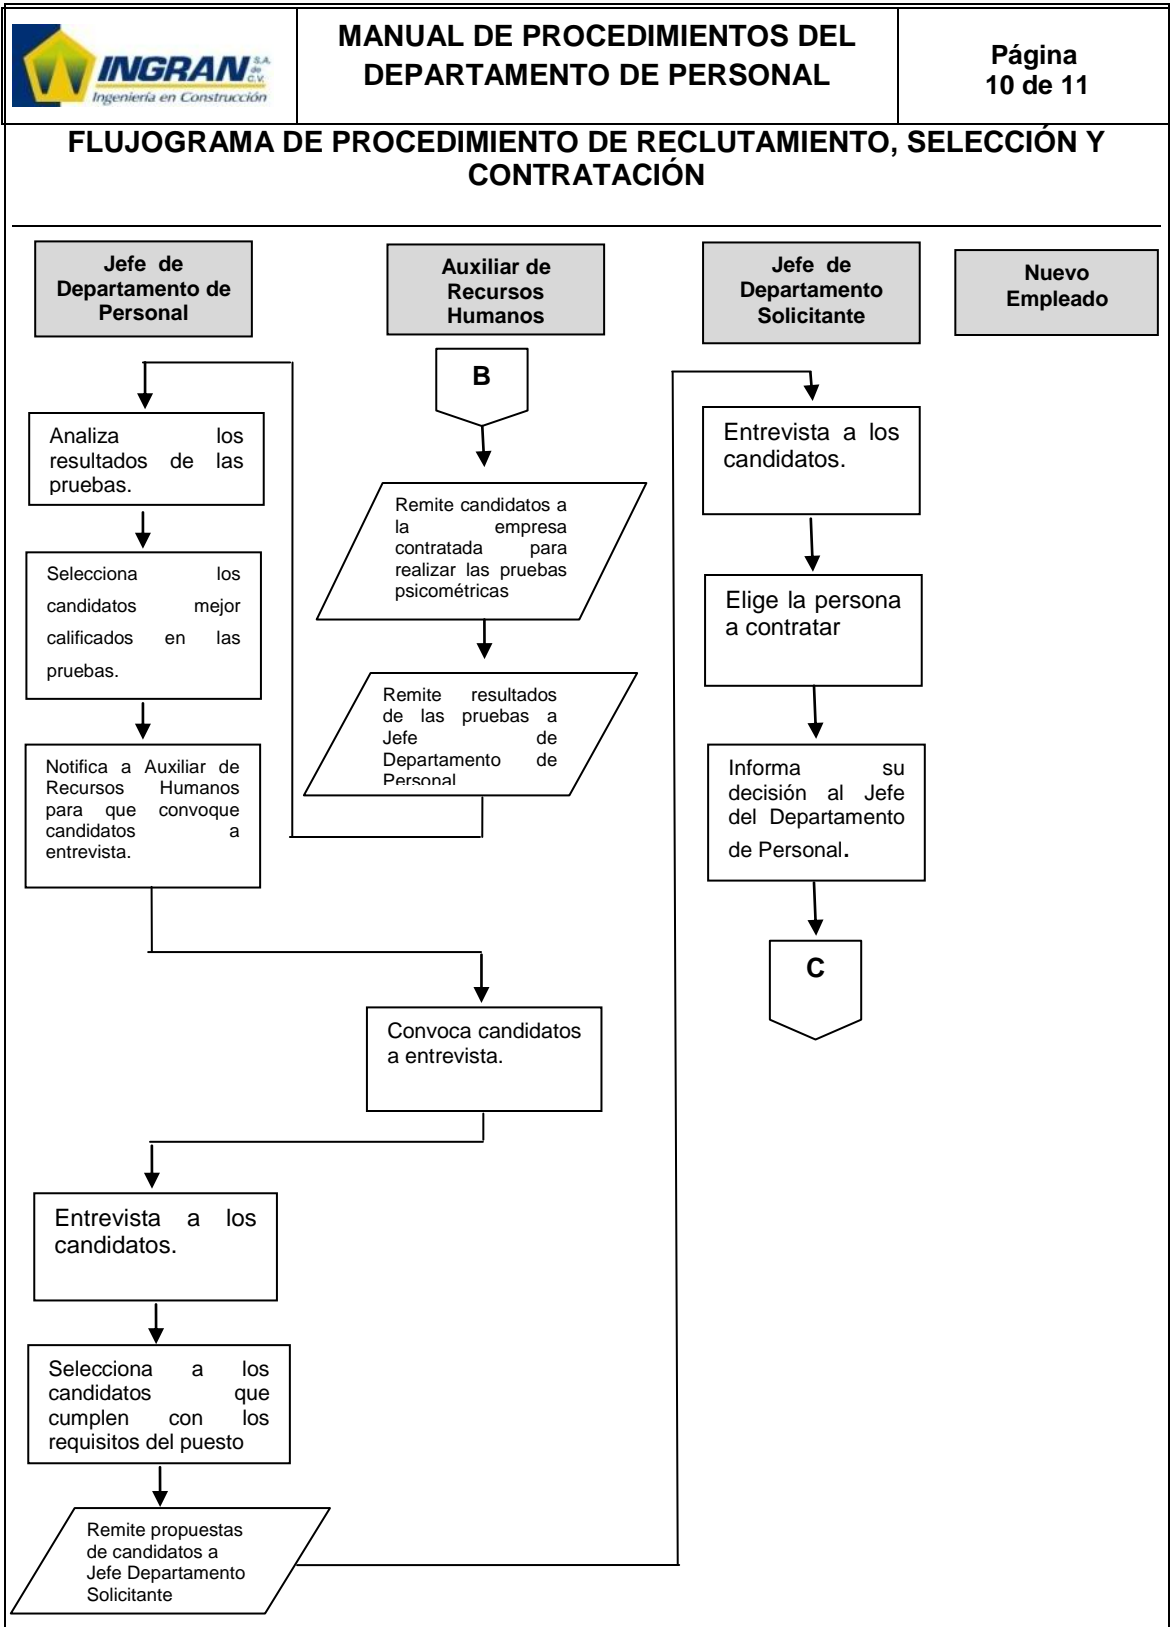 INGRAN S.A. de C.V.
Ingeniería en Construcción
MANUAL DE PROCEDIMIENTOS DEL
DEPARTAMENTO DE PERSONAL
Página
10 de 11
FLUJOGRAMA DE PROCEDIMIENTO DE RECLUTAMIENTO, SELECCIÓN Y
CONTRATACIÓN
Jefe de
Departamento de
Personal
Auxiliar de
Recursos
Humanos
Jefe de
Departamento
Solicitante
Nuevo
Empleado
B
Remite candidatos a
la empresa
contratada para
realizar las pruebas
psicométricas
Remite resultados
de las pruebas a
Jefe de
Departamento de
Personal
Analiza los
resultados de las
pruebas.
Selecciona los
candidatos mejor
calificados en las
pruebas.
Notifica a Auxiliar de
Recursos Humanos
para que convoque
candidatos a
entrevista.
Convoca candidatos
a entrevista.
Entrevista a los
candidatos.
Selecciona a los
candidatos que
cumplen con los
requisitos del puesto
Remite propuestas
de candidatos a
Jefe Departamento
Solicitante
Entrevista a los
candidatos.
Elige la persona
a contratar
Informa su
decisión al Jefe
del Departamento
de Personal.
C